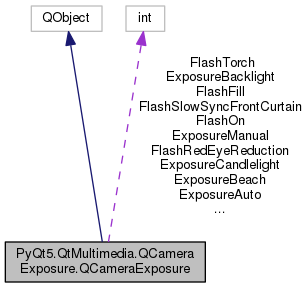 QObject
int
FlashTorch
ExposureBacklight
FlashFill
FlashSlowSyncFrontCurtain
FlashOn
ExposureManual
FlashRedEyeReduction
ExposureCandlelight
ExposureBeach
ExposureAuto
...
PyQt5.QtMultimedia.QCamera
Exposure.QCameraExposure